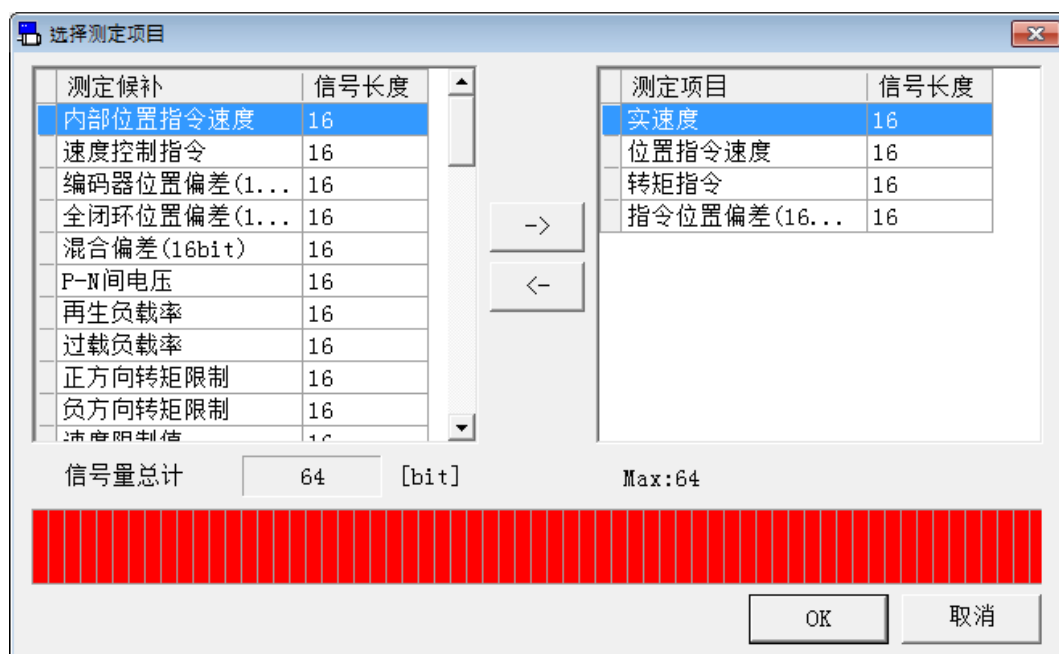 选择测定项目
测定候补 信号长度
内部位置指令速度 16
速度控制指令 16
编码器位置偏差(1... 16
全闭环位置偏差(1... 16
混合偏差(16bit) 16
P-N间电压 16
再生负载率 16
过载负载率 16
正方向转矩限制 16
负方向转矩限制 16
速度限制值 16
->
<-
测定项目 信号长度
实速度 16
位置指令速度 16
转矩指令 16
指令位置偏差(16... 16
信号量总计 64 [bit] Max:64
OK 取消